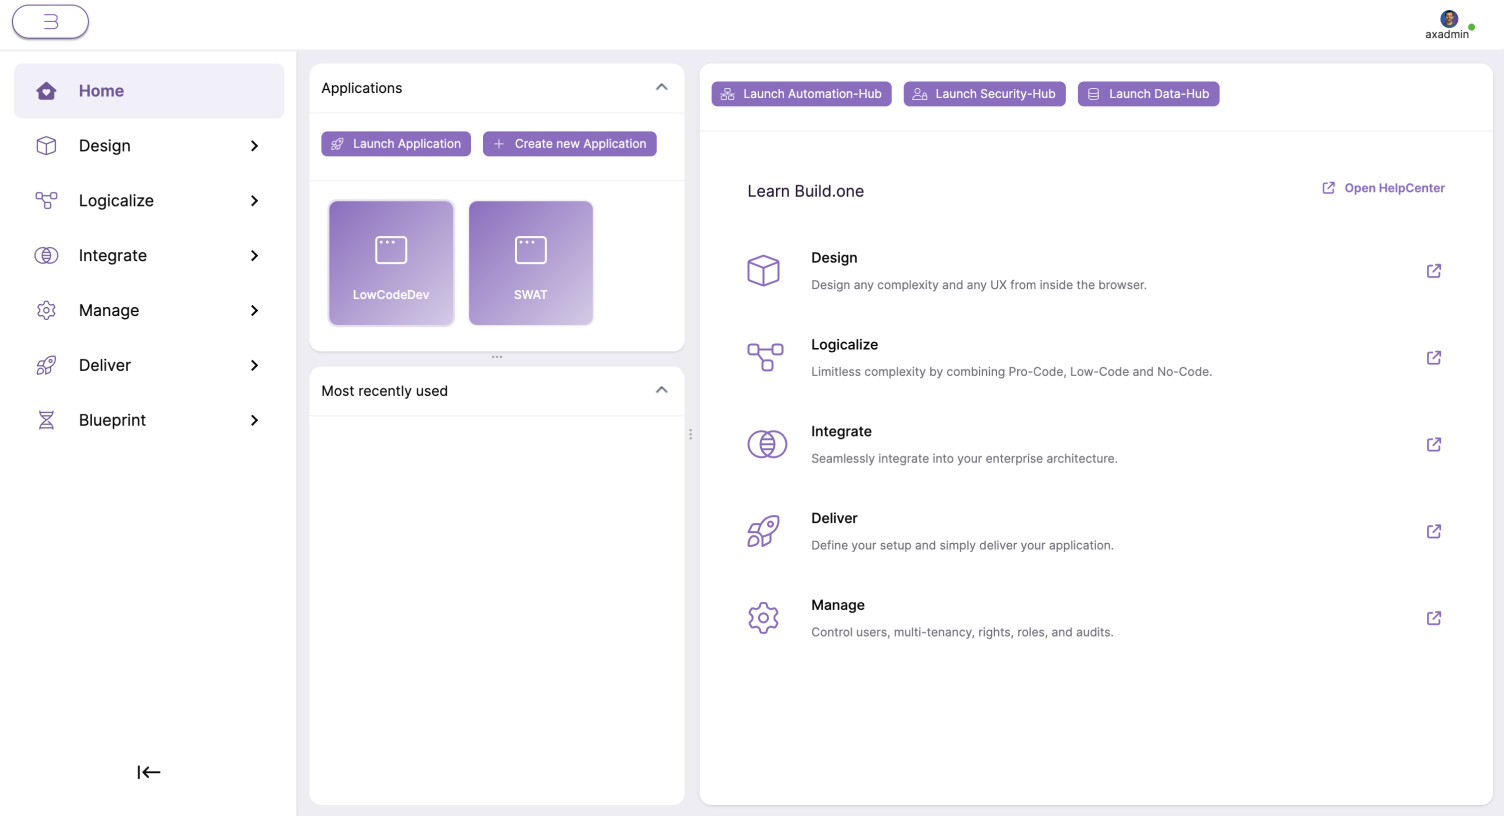 axadmin
Home
Design
Logicalize
Integrate
Manage
Deliver
Blueprint
Applications
Launch Application
Create new Application
LowCodeDev
SWAT
Most recently used
Launch Automation-Hub
Launch Security-Hub
Launch Data-Hub
Learn Build.one
Open HelpCenter
Design
Design any complexity and any UX from inside the browser.
Logicalize
Limitless complexity by combining Pro-Code, Low-Code and No-Code.
Integrate
Seamlessly integrate into your enterprise architecture.
Deliver
Define your setup and simply deliver your application.
Manage
Control users, multi-tenancy, rights, roles, and audits.